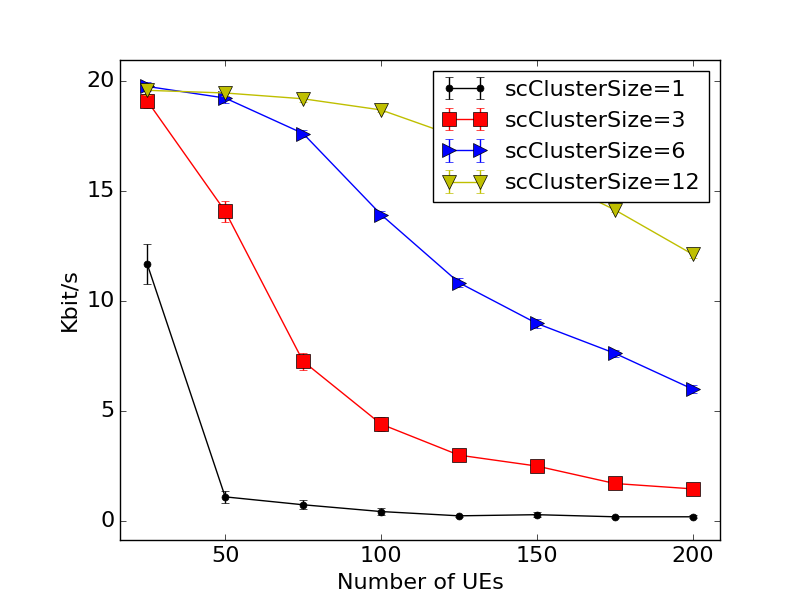 20
15
10
5
0
Kbit/s
scClusterSize=1
scClusterSize=3
scClusterSize=6
scClusterSize=12
50
100
150
200
Number of UEs